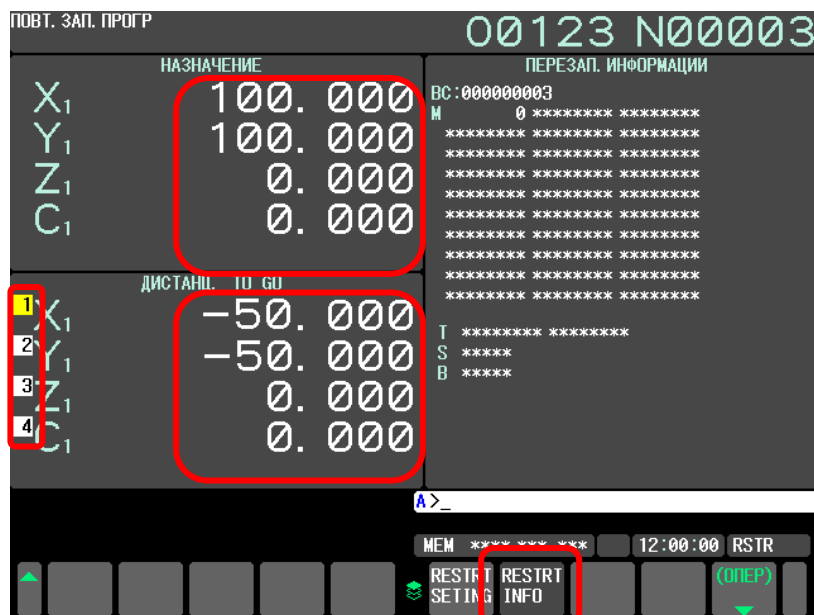 ПОВТ. ЗАП. ПРОГР
O0123 N00003
НАЗНАЧЕНИЕ
X1 100. 000
Y1 100. 000
Z1 0. 000
C1 0. 000
ДИСТАНЦ. TO GO
1 X1 -50. 000
2 Y1 -50. 000
3 Z1 0. 000
4 C1 0. 000
ПЕРЕЗАП. ИНФОРМАЦИИ
BC:000000003
M 0 ******** ********
******** ******** ********
******** ******** ********
******** ******** ********
******** ******** ********
******** ******** ********
******** ******** ********
******** ******** ********
******** ******** ********
******** ******** ********
T ******** ********
S *****
B *****
A >_
MEM **** *** *** 12:00:00 RSTR
RESTRT SETING
RESTRT INFO
(ОПЕР)